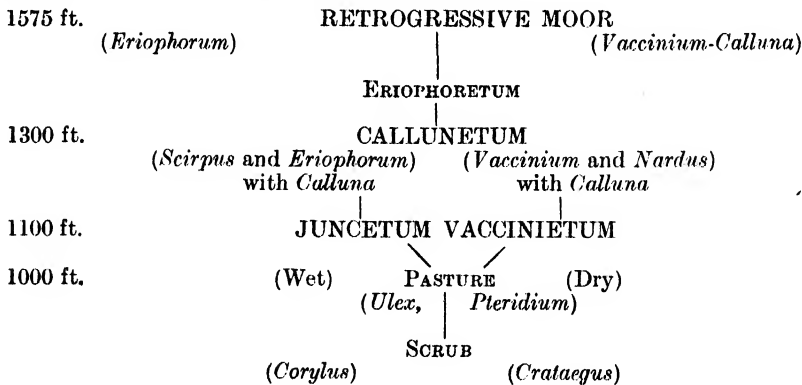 1575 ft. RETROGRESSIVE MOOR
(Eriophorum) (Vaccinium-Calluna)
Eriophoretum
1300 ft. CALLUNETUM
(Scirpus and Eriophorum) (Vaccinium and Nardus)
with Calluna with Calluna
1100 ft. JUNCETUM VACCINIETUM
1000 ft. (Wet) Pasture (Dry)
(Ulex, Pteridium)
Scrub
(Corylus) (Crataegus)